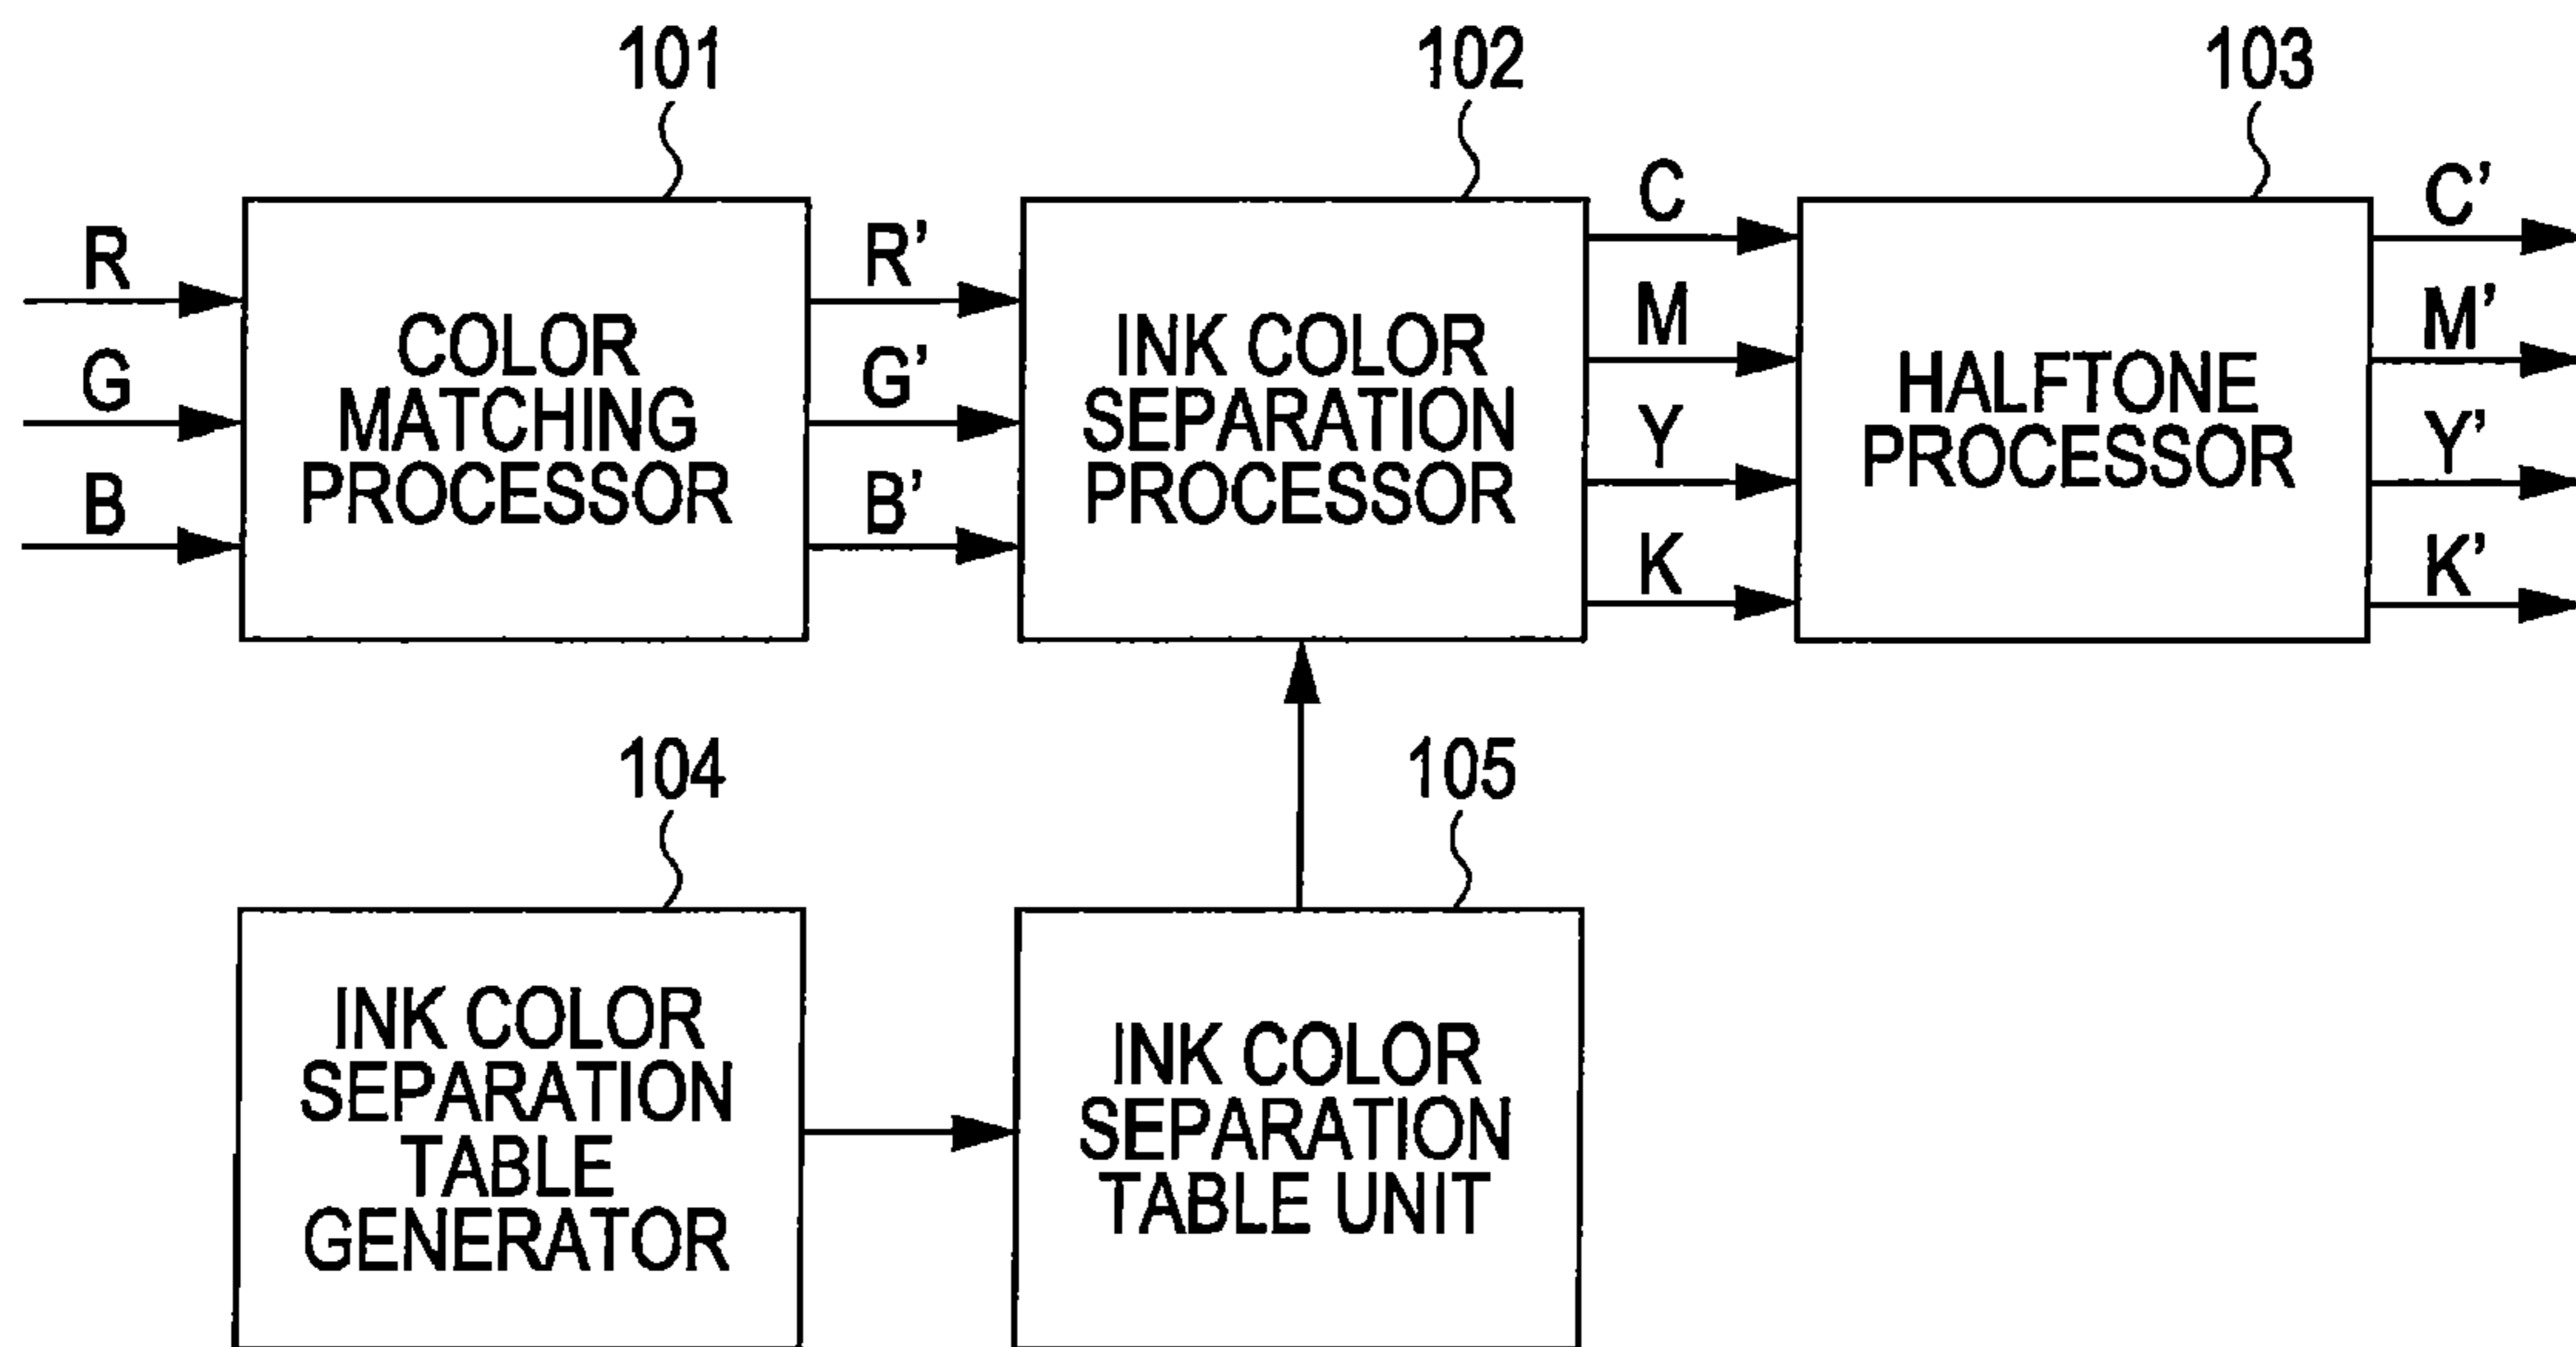 101
102
103
R
G
B
COLOR
MATCHING
PROCESSOR
R'
G'
B'
INK COLOR
SEPARATION
PROCESSOR
C
M
Y
K
HALFTONE
PROCESSOR
C'
M'
Y'
K'
104
105
INK COLOR
SEPARATION
TABLE
GENERATOR
INK COLOR
SEPARATION
TABLE UNIT